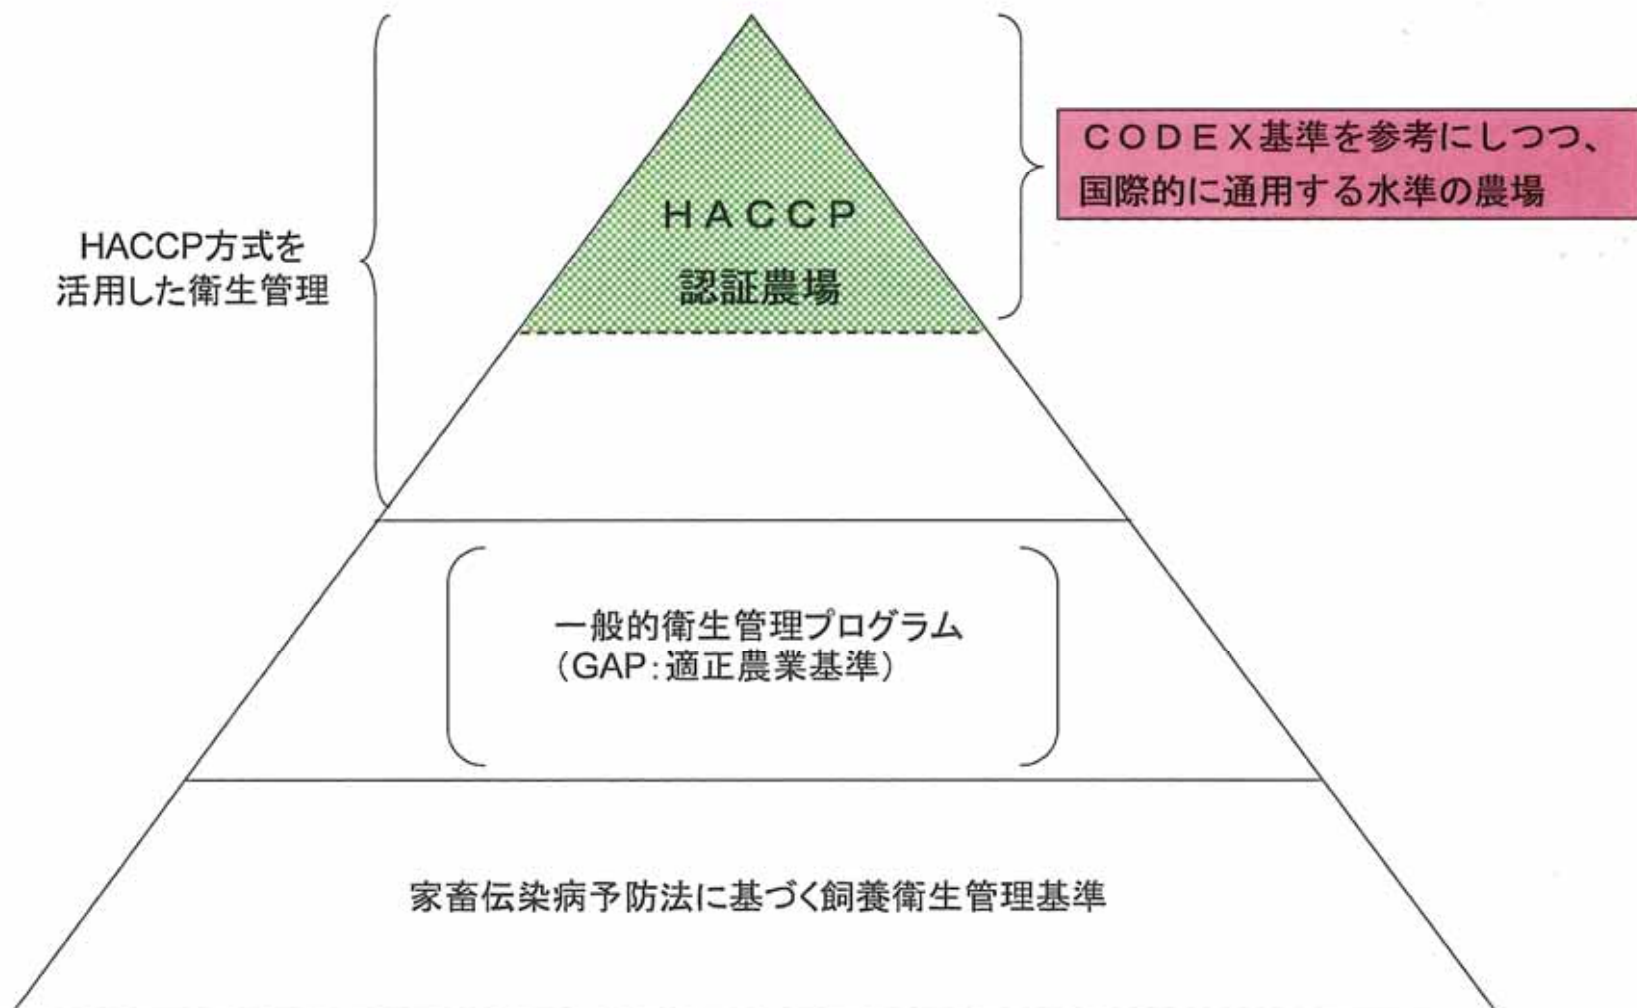 HACCP方式を
活用した衛生管理
HACCP
認証農場
CODEX基準を参考にしつつ、
国際的に通用する水準の農場
一般的衛生管理プログラム
（GAP：適正農業基準）
家畜伝染病予防法に基づく飼養衛生管理基準